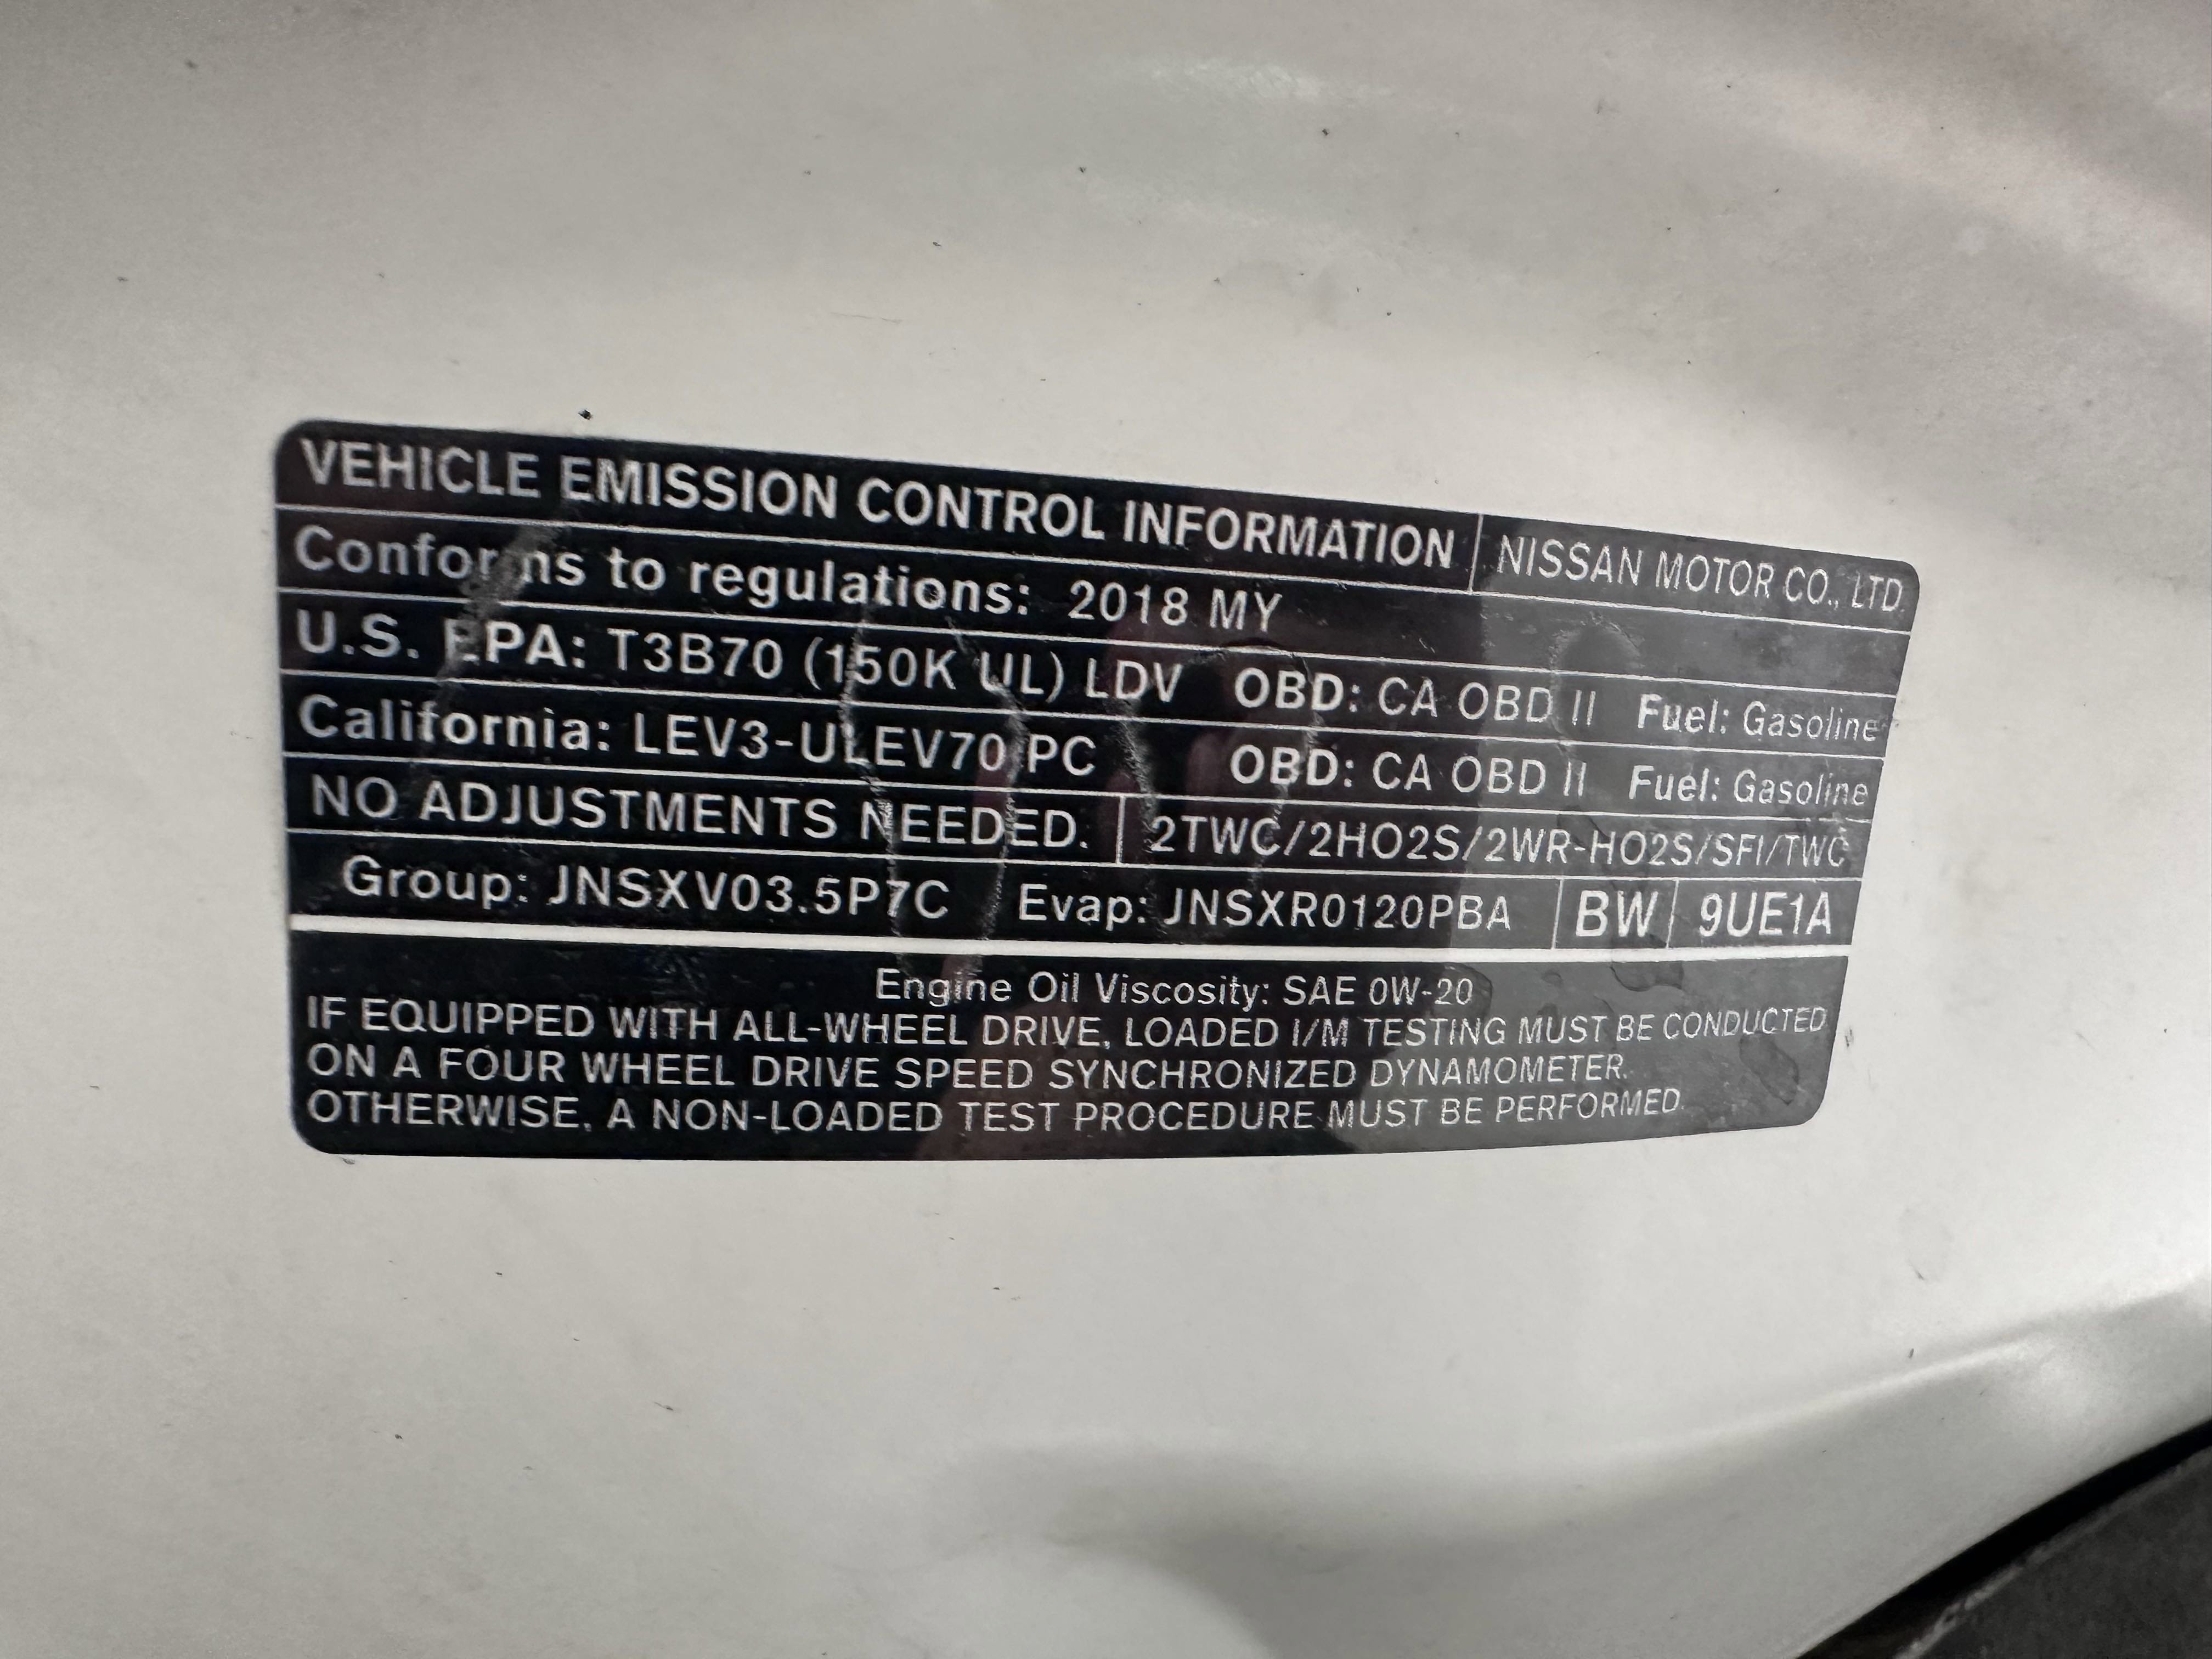 VEHICLE EMISSION CONTROL INFORMATION NISSAN MOTOR CO., LTD.
Conforms to regulations: 2018 MY
U.S. EPA: T3B70 (150K UL) LDV OBD: CA OBD II Fuel: Gasoline
California: LEV3-ULEV70 PC OBD: CA OBD II Fuel: Gasoline
NO ADJUSTMENTS NEEDED. 2TWC/2HO2S/2WR-HO2S/SFI/TWC
Group: JNSXV03.5P7C Evap: JNSXR0120PBA BW 9UE1A
Engine Oil Viscosity: SAE 0W-20
IF EQUIPPED WITH ALL-WHEEL DRIVE, LOADED I/M TESTING MUST BE CONDUCTED
ON A FOUR WHEEL DRIVE SPEED SYNCHRONIZED DYNAMOMETER.
OTHERWISE, A NON-LOADED TEST PROCEDURE MUST BE PERFORMED.